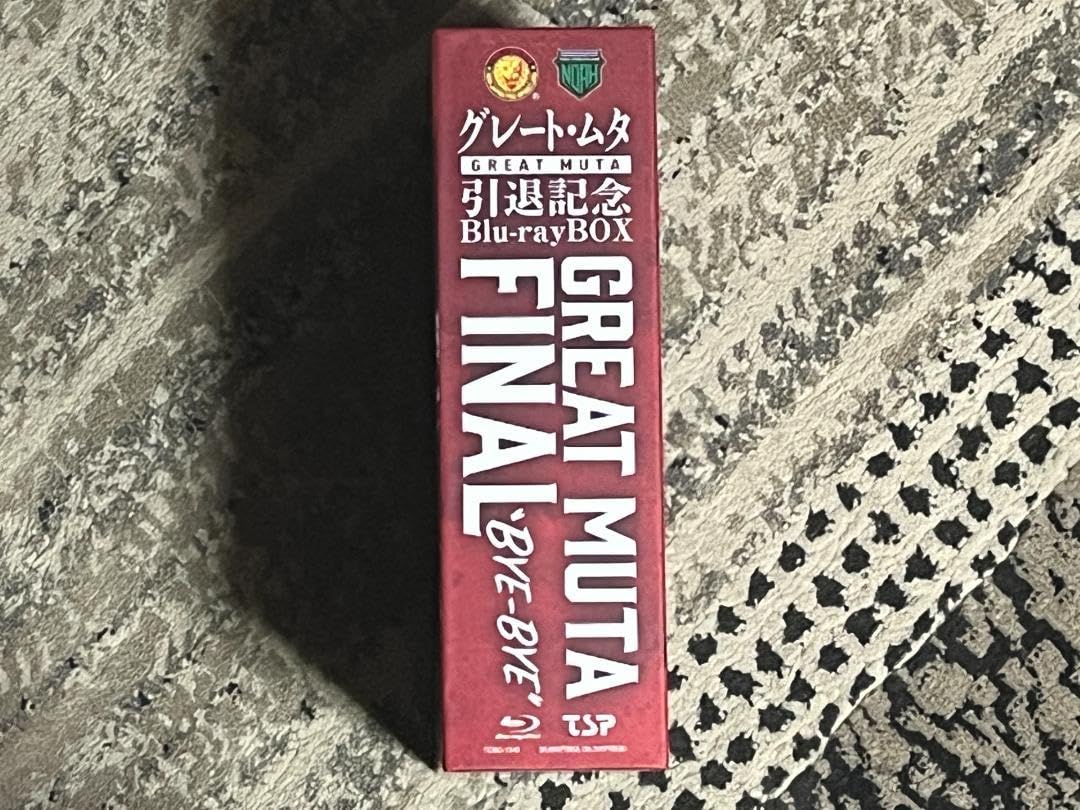 NOAH
グレート・ムタ
GREAT MUTA
引退記念
Blu-rayBOX
GREAT MUTA
FINAL
"BYE-BYE"
TSP